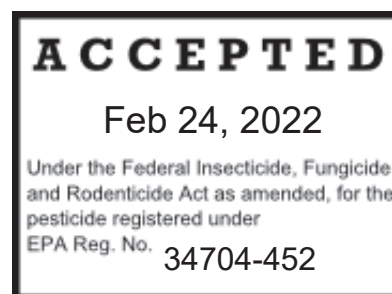 ACCEPTED
Feb 24, 2022
Under the Federal Insecticide, Fungicide
and Rodenticide Act as amended, for the
pesticide registered under
EPA Reg. No. 34704-452